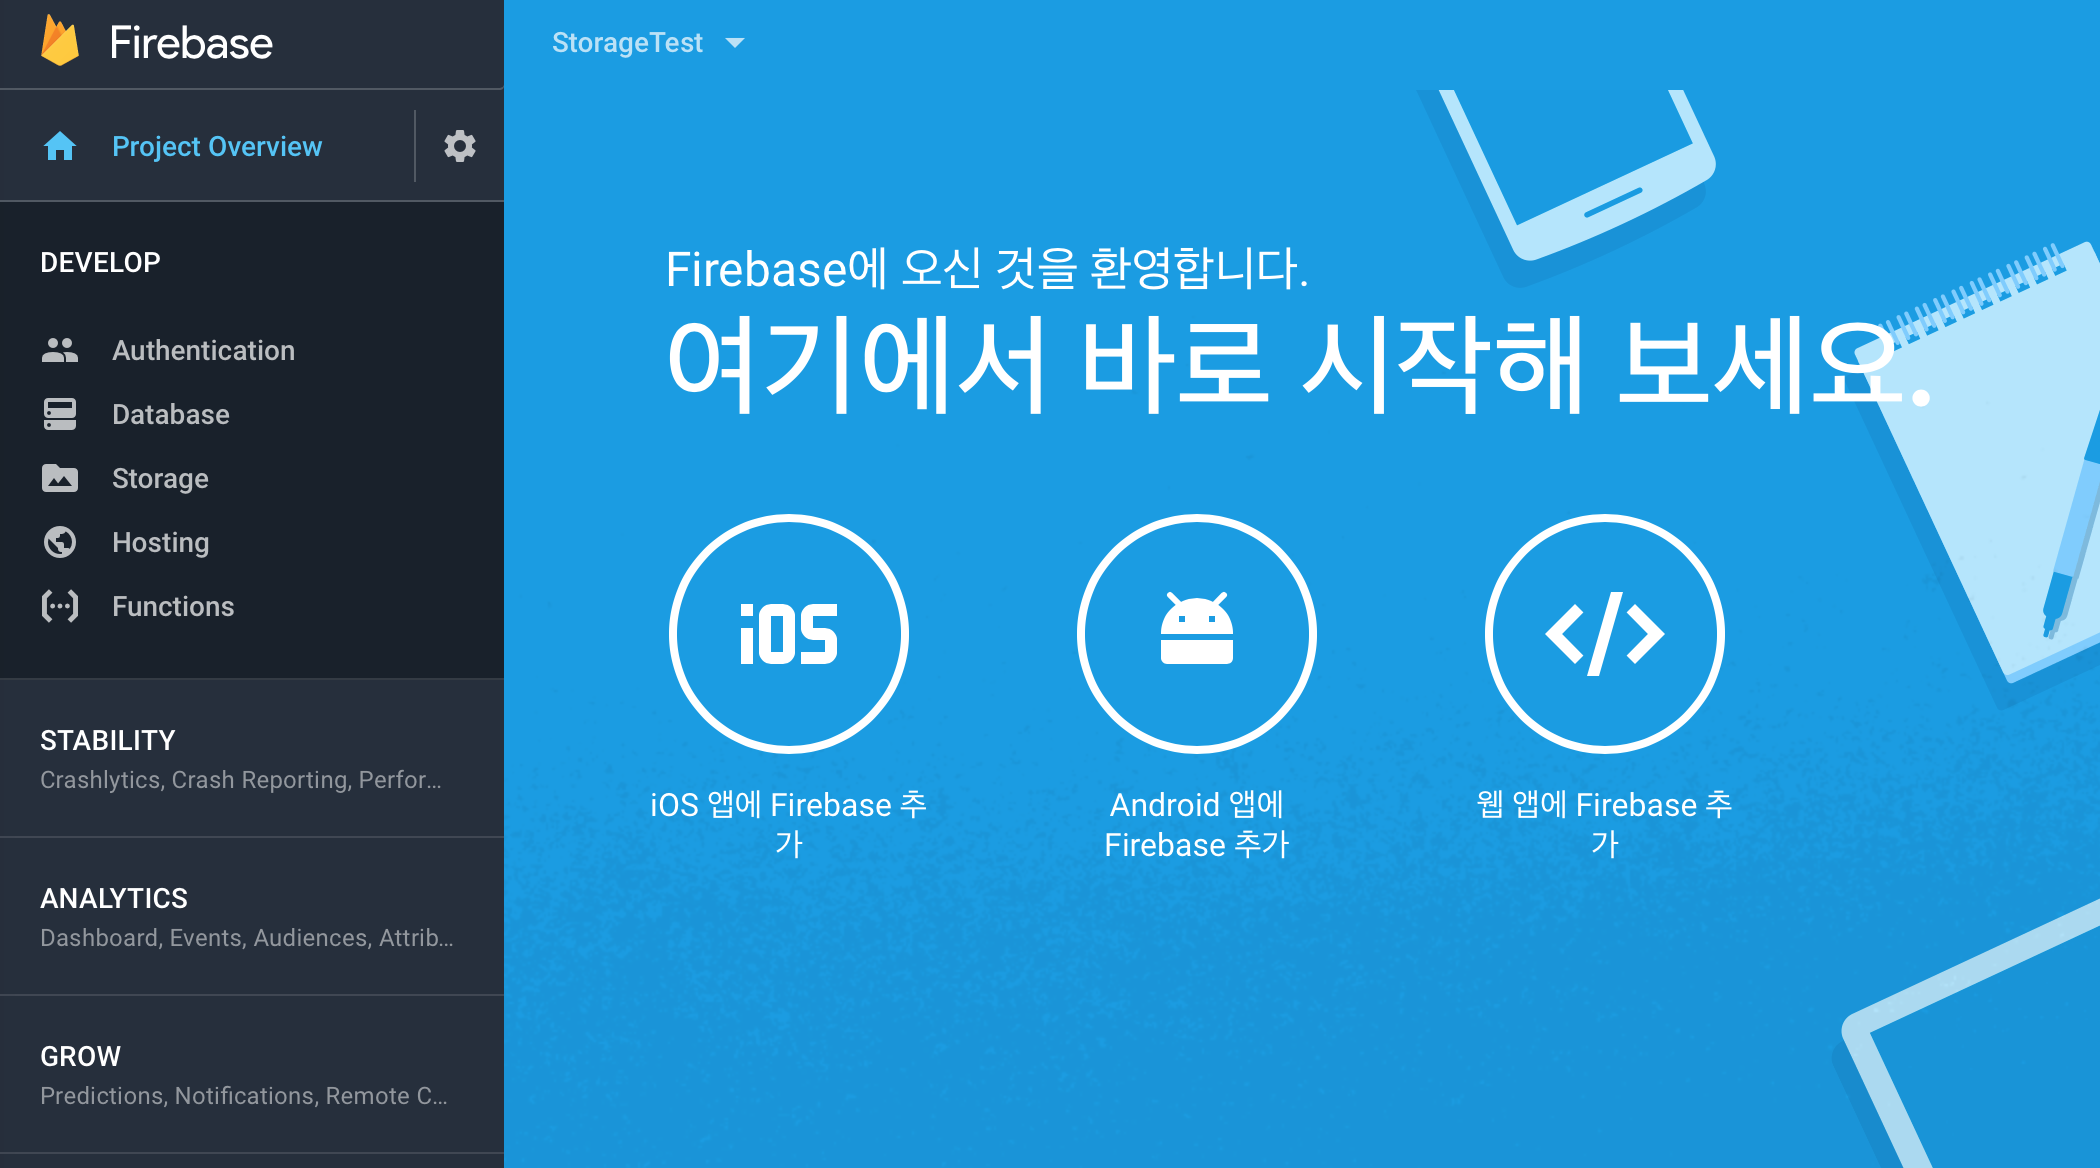 Firebase
StorageTest
Project Overview
DEVELOP
Authentication
Database
Storage
Hosting
Functions
STABILITY
Crashlytics, Crash Reporting, Perfor...
ANALYTICS
Dashboard, Events, Audiences, Attrib...
GROW
Predictions, Notifications, Remote C...
Firebase에 오신 것을 환영합니다.
여기에서 바로 시작해 보세요.
iOS
iOS 앱에 Firebase 추
가
Android 앱에
Firebase 추가
웹 앱에 Firebase 추
가